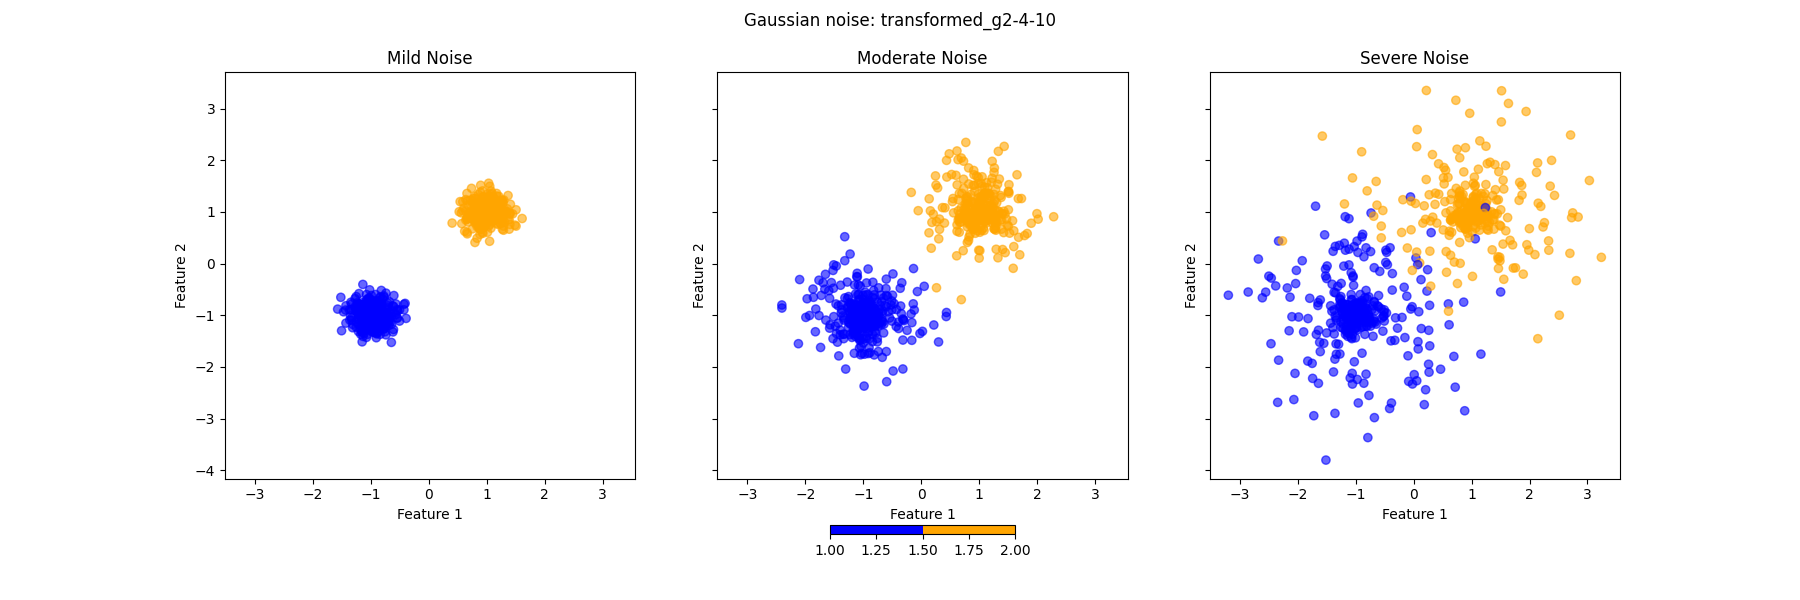 Gaussian noise: transformed_g2-4-10
Mild Noise
Moderate Noise
Severe Noise
3
2
1
0
−1
−2
−3
−4
Feature 2
−3 −2 −1 0 1 2 3
Feature 1
Feature 2
−3 −2 −1 0 1 2 3
Feature 1
Feature 2
−3 −2 −1 0 1 2 3
Feature 1
1.00 1.25 1.50 1.75 2.00